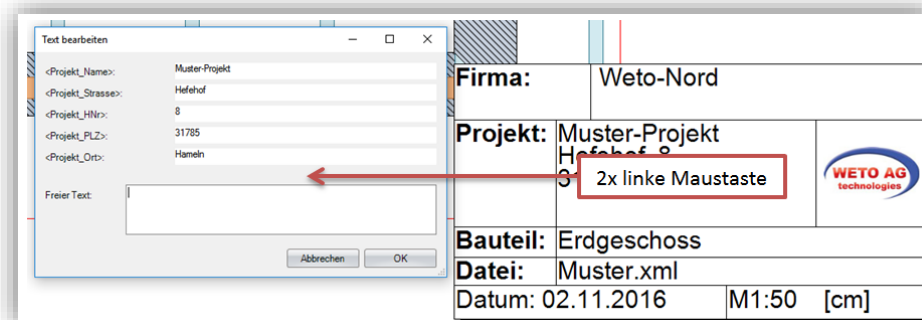 Text bearbeiten
<Projekt_Name>: Muster-Projekt
<Projekt_Strasse>: Hefehof
<Projekt_HNr>: 8
<Projekt_PLZ>: 31785
<Projekt_Ort>: Hameln
Freier Text:
Abbrechen OK
Firma: Weto-Nord
Projekt: Muster-Projekt
Hefehof 8
2x linke Maustaste
WETO AG
technologies
Bauteil: Erdgeschoss
Datei: Muster.xml
Datum: 02.11.2016 M1:50 [cm]